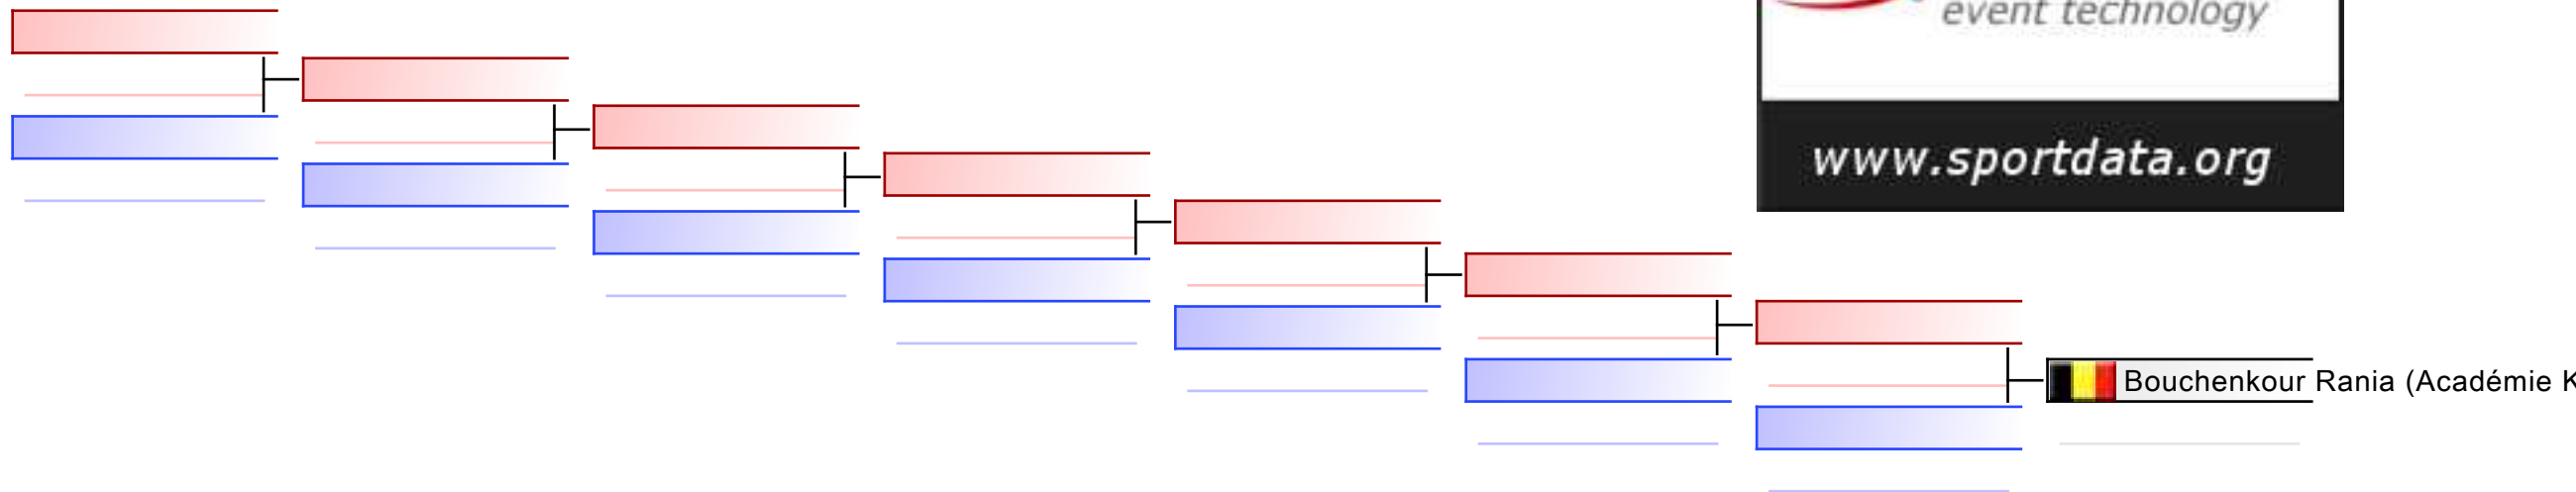 event technology
www.sportdata.org
Bouchenkour Rania (Académie K